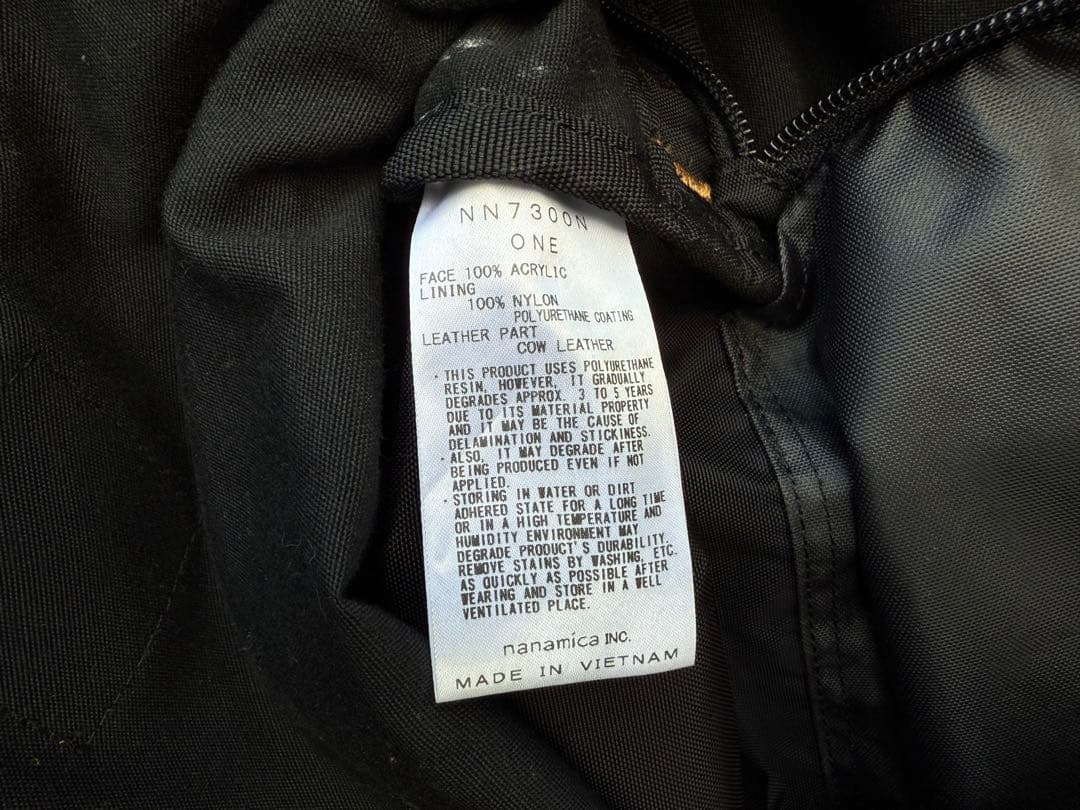 NN7300N
ONE
FACE 100% ACRYLIC
LINING
100% NYLON
POLYURETHANE COATING
LEATHER PART
COW LEATHER
・THIS PRODUCT USES POLYURETHANE
RESIN, HOWEVER, IT GRADUALLY
DEGRADES APPROX. 3 TO 5 YEARS
DUE TO ITS MATERIAL PROPERTY
AND IT MAY BE THE CAUSE OF
DELAMINATION AND STICKINESS.
・ALSO, IT MAY DEGRADE AFTER
BEING PRODUCED EVEN IF NOT
APPLIED.
・STORING IN WATER OR DIRT
ADHERED STATE FOR A LONG TIME
OR IN A HIGH TEMPERATURE AND
HUMIDITY ENVIRONMENT MAY
DEGRADE PRODUCT'S DURABILITY.
REMOVE STAINS BY WASHING, ETC.
AS QUICKLY AS POSSIBLE AFTER
WEARING AND STORE IN A WELL
VENTILATED PLACE.
nanamica INC.
MADE IN VIETNAM